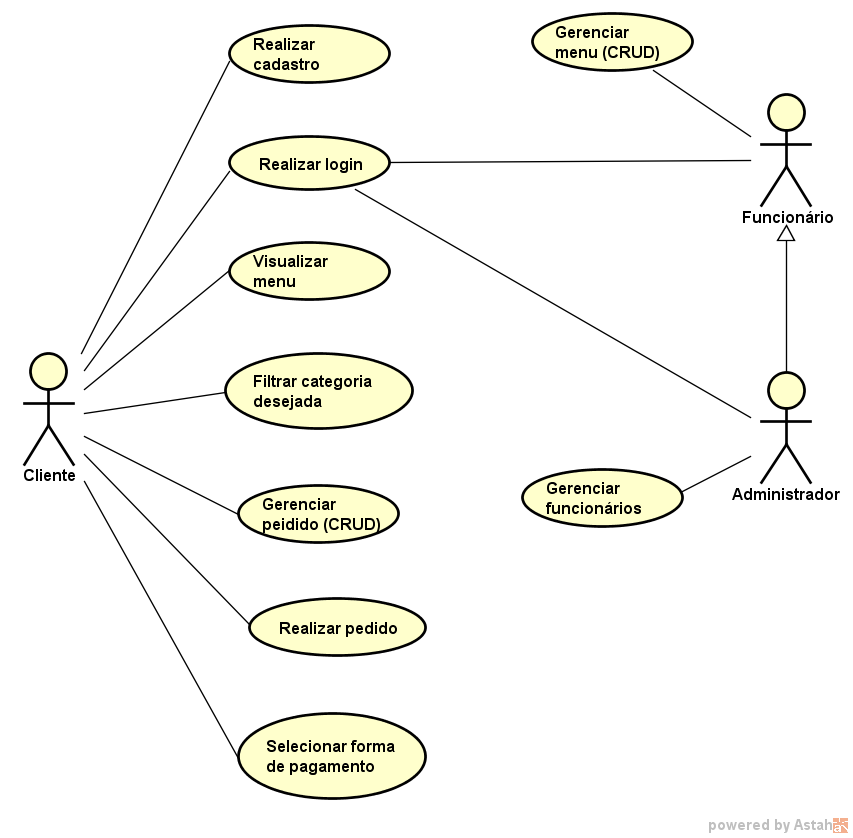 Realizar
cadastro
Gerenciar
menu (CRUD)
Realizar login
Funcionário
Visualizar
menu
Filtrar categoria
desejada
Cliente
Gerenciar
peidido (CRUD)
Gerenciar
funcionários
Administrador
Realizar pedido
Selecionar forma
de pagamento
powered by Astah